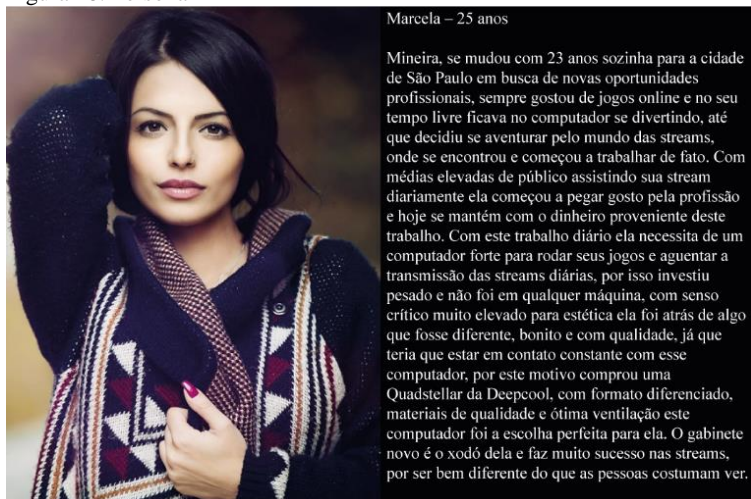 Marcela – 25 anos
Mineira, se mudou com 23 anos sozinha para a cidade
de São Paulo em busca de novas oportunidades
profissionais, sempre gostou de jogos online e no seu
tempo livre ficava no computador se divertindo, até
que decidiu se aventurar pelo mundo das streams,
onde se encontrou e começou a trabalhar de fato. Com
médias elevadas de público assistindo sua stream
diariamente ela começou a pegar gosto pela profissão
e hoje se mantém com o dinheiro proveniente deste
trabalho. Com este trabalho diário ela necessita de um
computador forte para rodar seus jogos e aguentar a
transmissão das streams diárias, por isso investiu
pesado e não foi em qualquer máquina, com senso
crítico muito elevado para estética ela foi atrás de algo
que fosse diferente, bonito e com qualidade, já que
teria que estar em contato constante com esse
computador, por este motivo comprou uma
Quadstellar da Deepcool, com formato diferenciado,
materiais de qualidade e ótima ventilação este
computador foi a escolha perfeita para ela. O gabinete
novo é o xodó dela e faz muito sucesso nas streams,
por ser bem diferente do que as pessoas costumam ver.